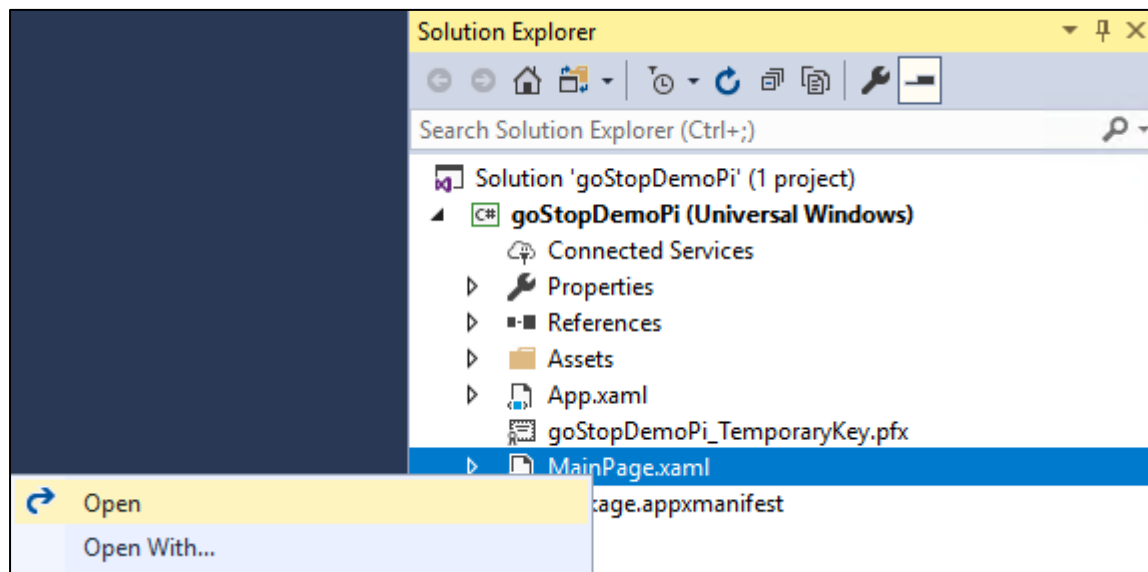 Solution Explorer
Search Solution Explorer (Ctrl+;)
Solution 'goStopDemoPi' (1 project)
C# goStopDemoPi (Universal Windows)
Connected Services
Properties
References
Assets
App.xaml
goStopDemoPi_TemporaryKey.pfx
MainPage.xaml
Open
kage.appxmanifest
Open With...